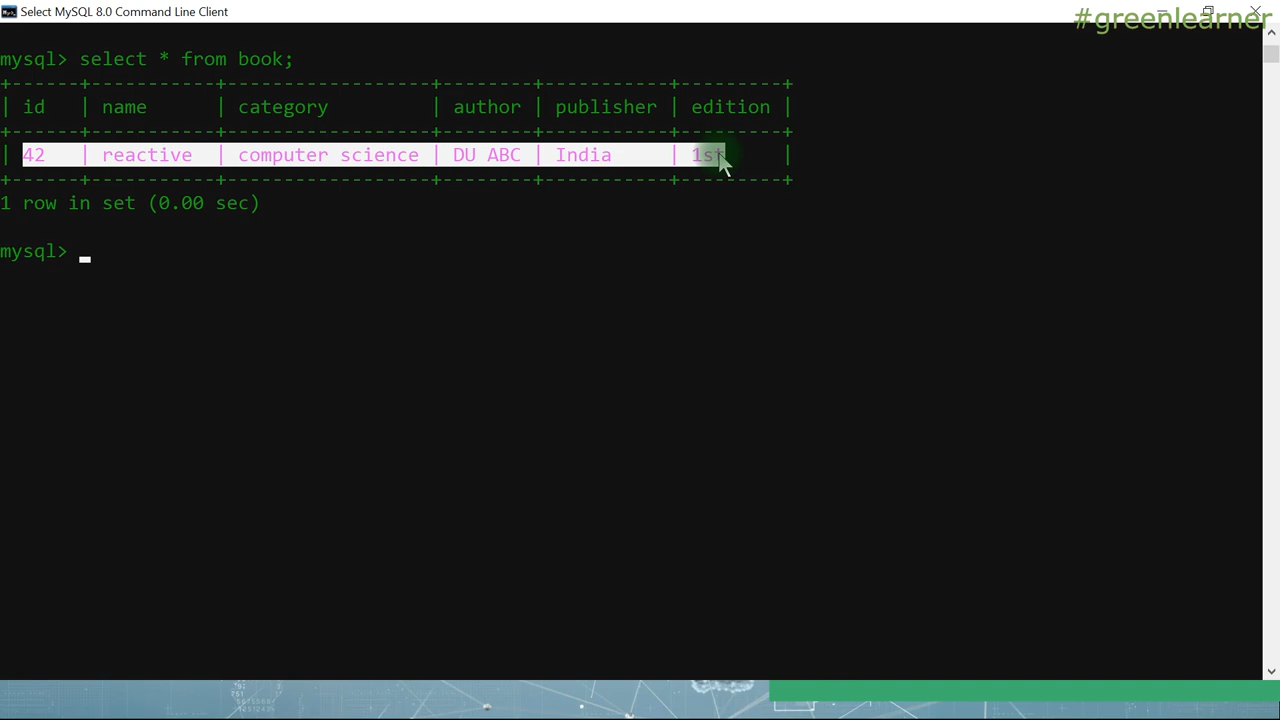 Select MySQL 8.0 Command Line Client
#greenlearner
mysql> select * from book;
+------+-----------+------------------+--------+-----------+---------+
| id | name | category | author | publisher | edition |
+------+-----------+------------------+--------+-----------+---------+
| 42 | reactive | computer science | DU ABC | India | 1st |
+------+-----------+------------------+--------+-----------+---------+
1 row in set (0.00 sec)
mysql>